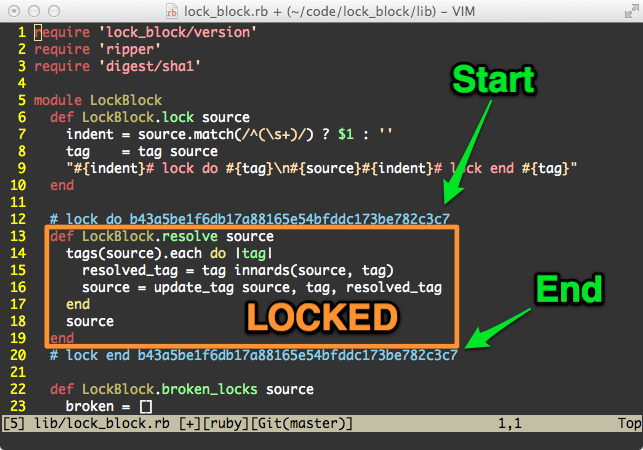 lock_block.rb + (~/code/lock_block/lib) – VIM
1 require 'lock_block/version'
2 require 'ripper'
3 require 'digest/sha1'
4
5 module LockBlock
6   def LockBlock.lock source
7     indent = source.match(/^(\s+)/) ? $1 : ''
8     tag    = tag source
9     "#{indent}# lock do #{tag}\n#{source}#{indent}# lock end #{tag}"
10   end
11
12   # lock do b43a5be1f6db17a88165e54bfddc173be782c3c7
13   def LockBlock.resolve source
14     tags(source).each do |tag|
15       resolved_tag = tag innards(source, tag)
16       source = update_tag source, tag, resolved_tag
17     end
18     source
19   end
20   # lock end b43a5be1f6db17a88165e54bfddc173be782c3c7
21
22   def LockBlock.broken_locks source
23     broken = []
[5] lib/lock_block.rb [+][ruby][Git(master)] 1,1 Top
Start
End
LOCKED